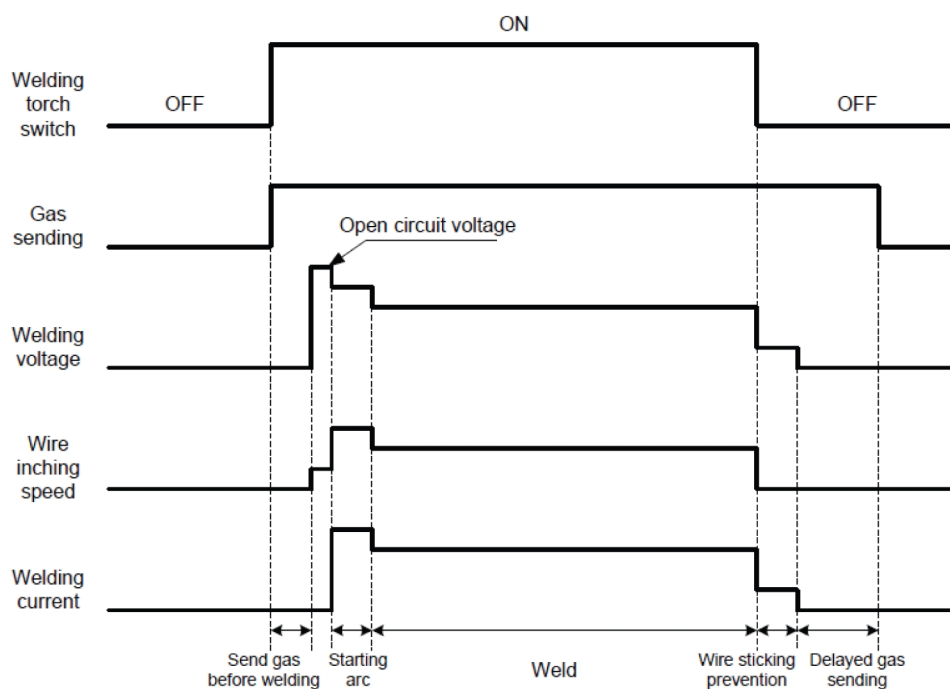 ON
Welding
torch
switch
OFF
OFF
Gas
sending
Open circuit voltage
Welding
voltage
Wire
inching
speed
Welding
current
Send gas
before welding
Starting
arc
Weld
Wire sticking
prevention
Delayed gas
sending